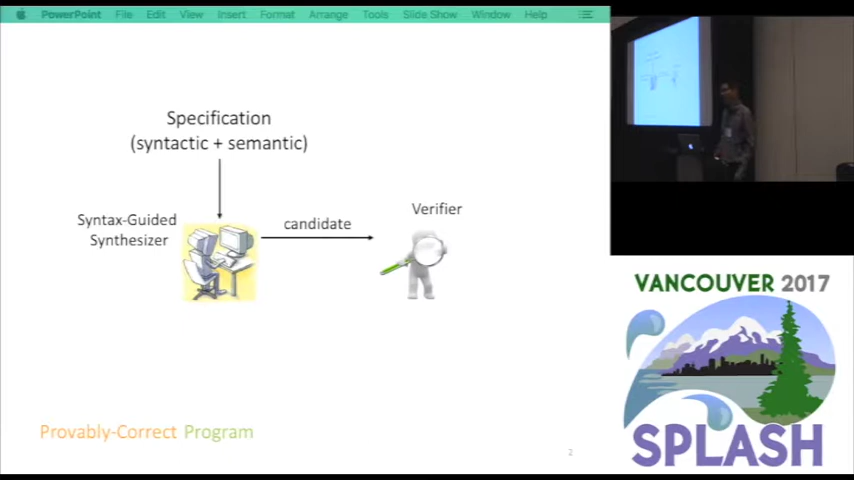 PowerPoint File Edit View Insert Format Arrange Tools Slide Show Window Help
Specification
(syntactic + semantic)
Syntax-Guided
Synthesizer
candidate
Verifier
Provably-Correct Program
2
VANCOUVER 2017
SPLASH